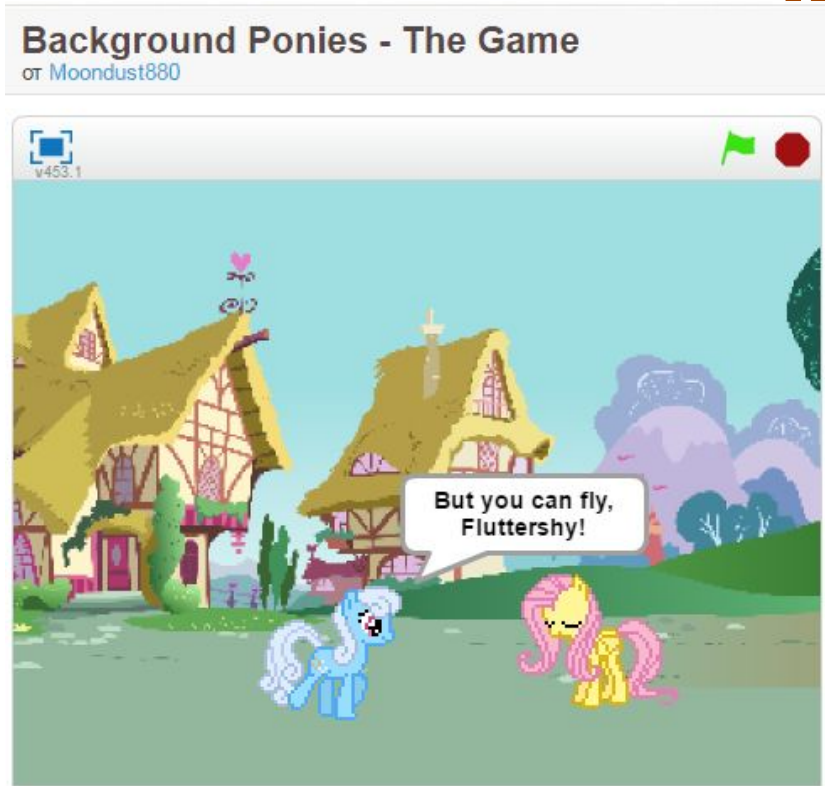 Background Ponies - The Game
от Moondust880
v453.1
But you can fly,
Fluttershy!